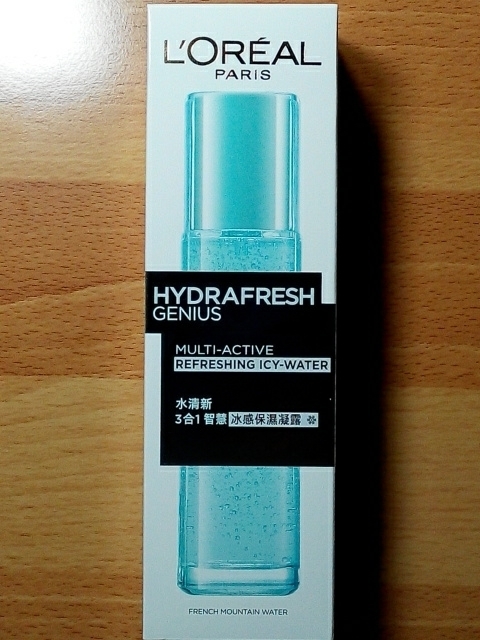 L'ORÉAL
PARIS
HYDRAFRESH
GENIUS
MULTI-ACTIVE
REFRESHING ICY-WATER
水清新
3合1 智慧 冰感保濕凝露
FRENCH MOUNTAIN WATER